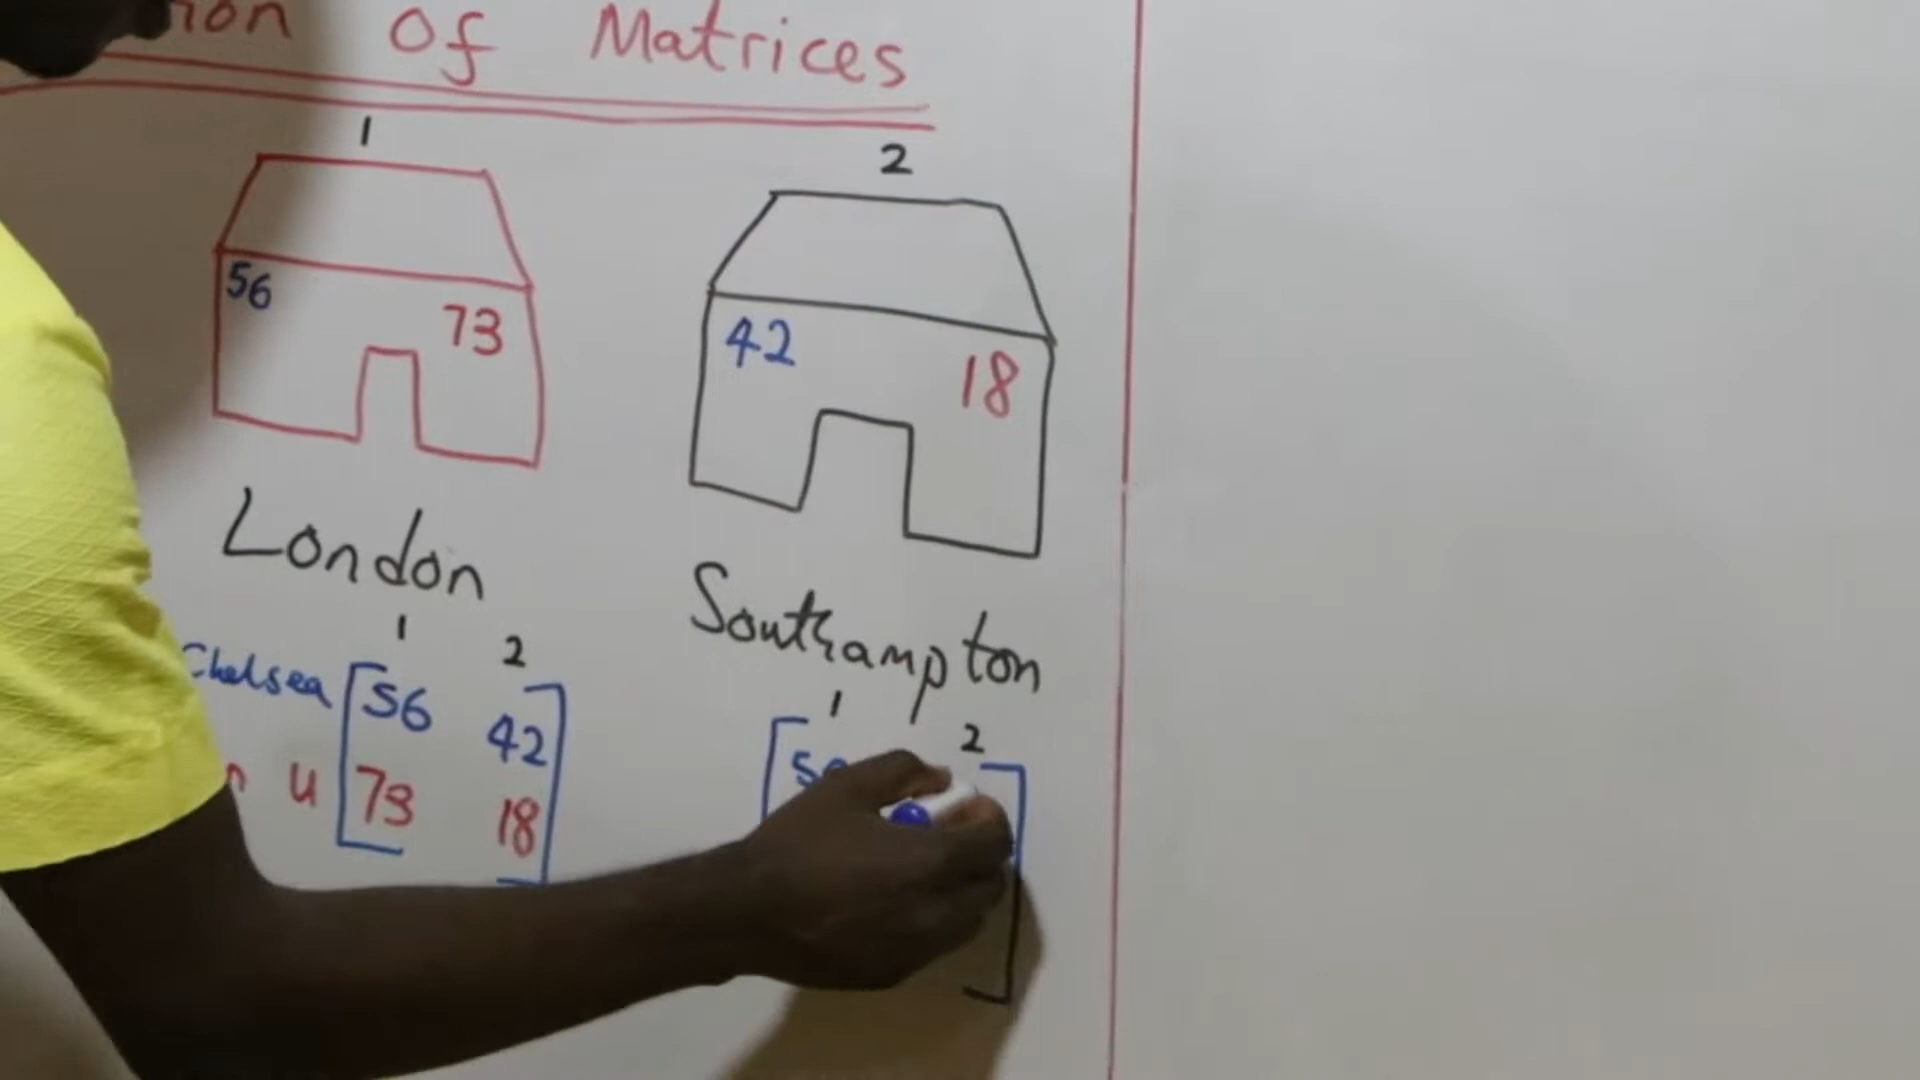 Of Matrices
1
2
56
73
42
18
London
Southampton
1 2
Chelsea 56 42
u 73 18
1 2